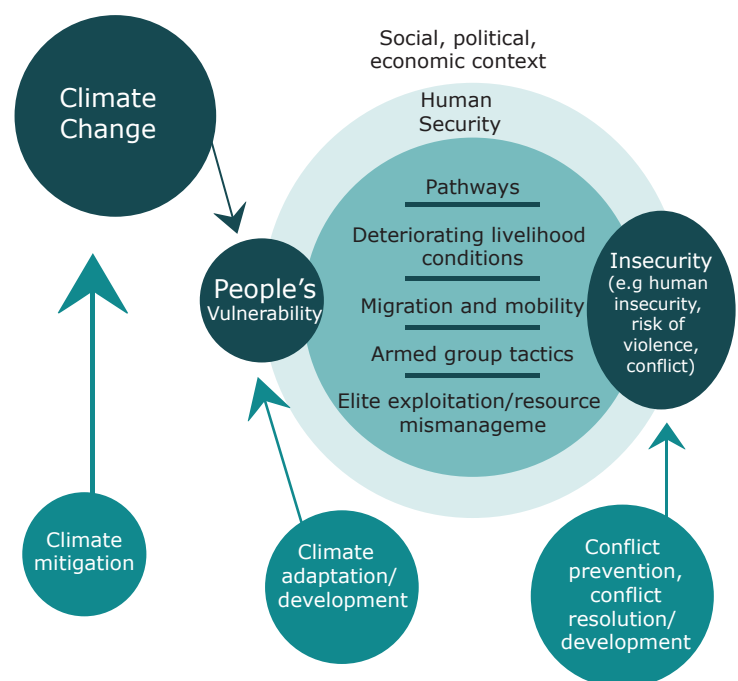 Social, political,
economic context
Climate
Change
Human
Security
Pathways
Deteriorating livelihood
conditions
Migration and mobility
Armed group tactics
Elite exploitation/resource
mismanageme
People’s
Vulnerability
Insecurity
(e.g human
insecurity,
risk of
violence,
conflict)
Climate
mitigation
Climate
adaptation/
development
Conflict
prevention,
conflict
resolution/
development